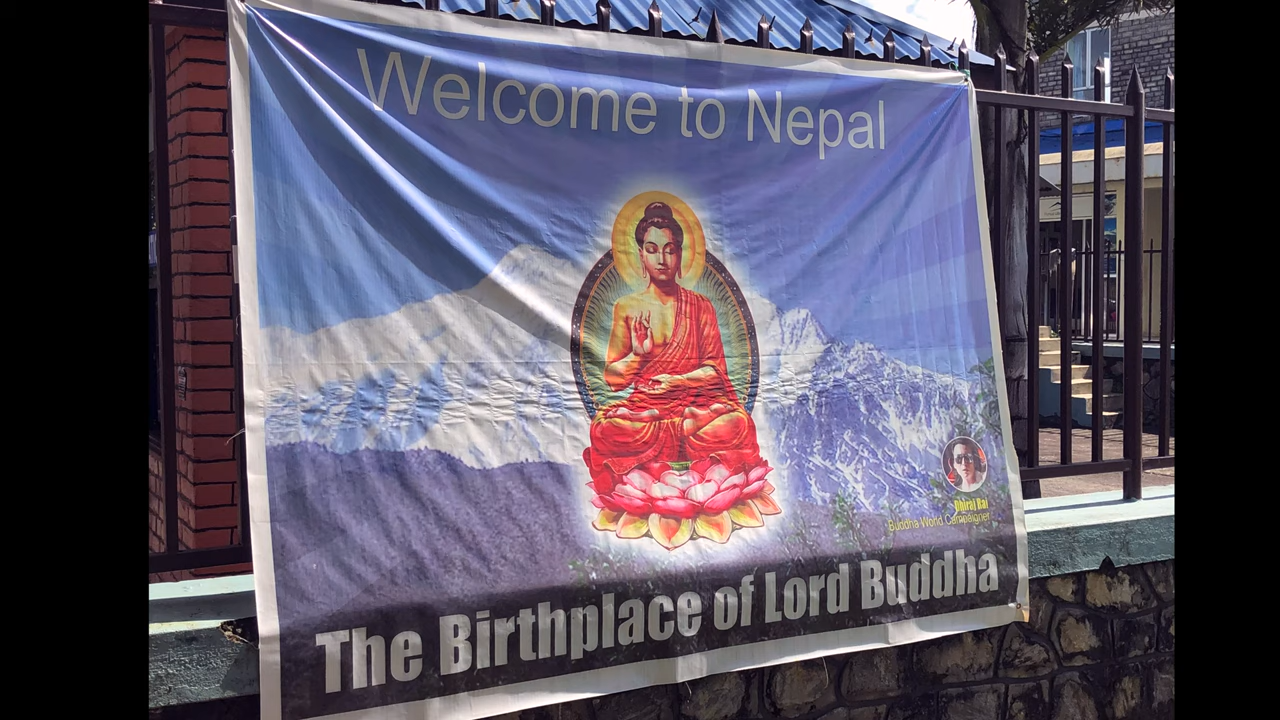 Welcome to Nepal
Dhiraj Rai
Buddha World Campaigner
The Birthplace of Lord Buddha